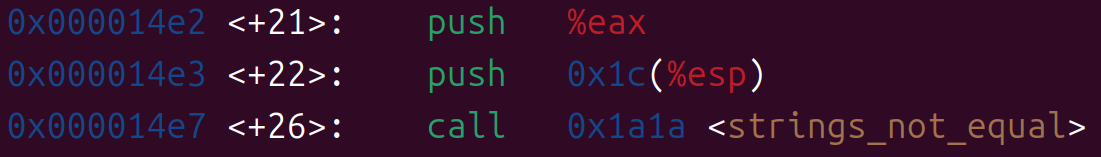 0x000014e2 <+21>:    push   %eax
0x000014e3 <+22>:    push   0x1c(%esp)
0x000014e7 <+26>:    call   0x1a1a <strings_not_equal>